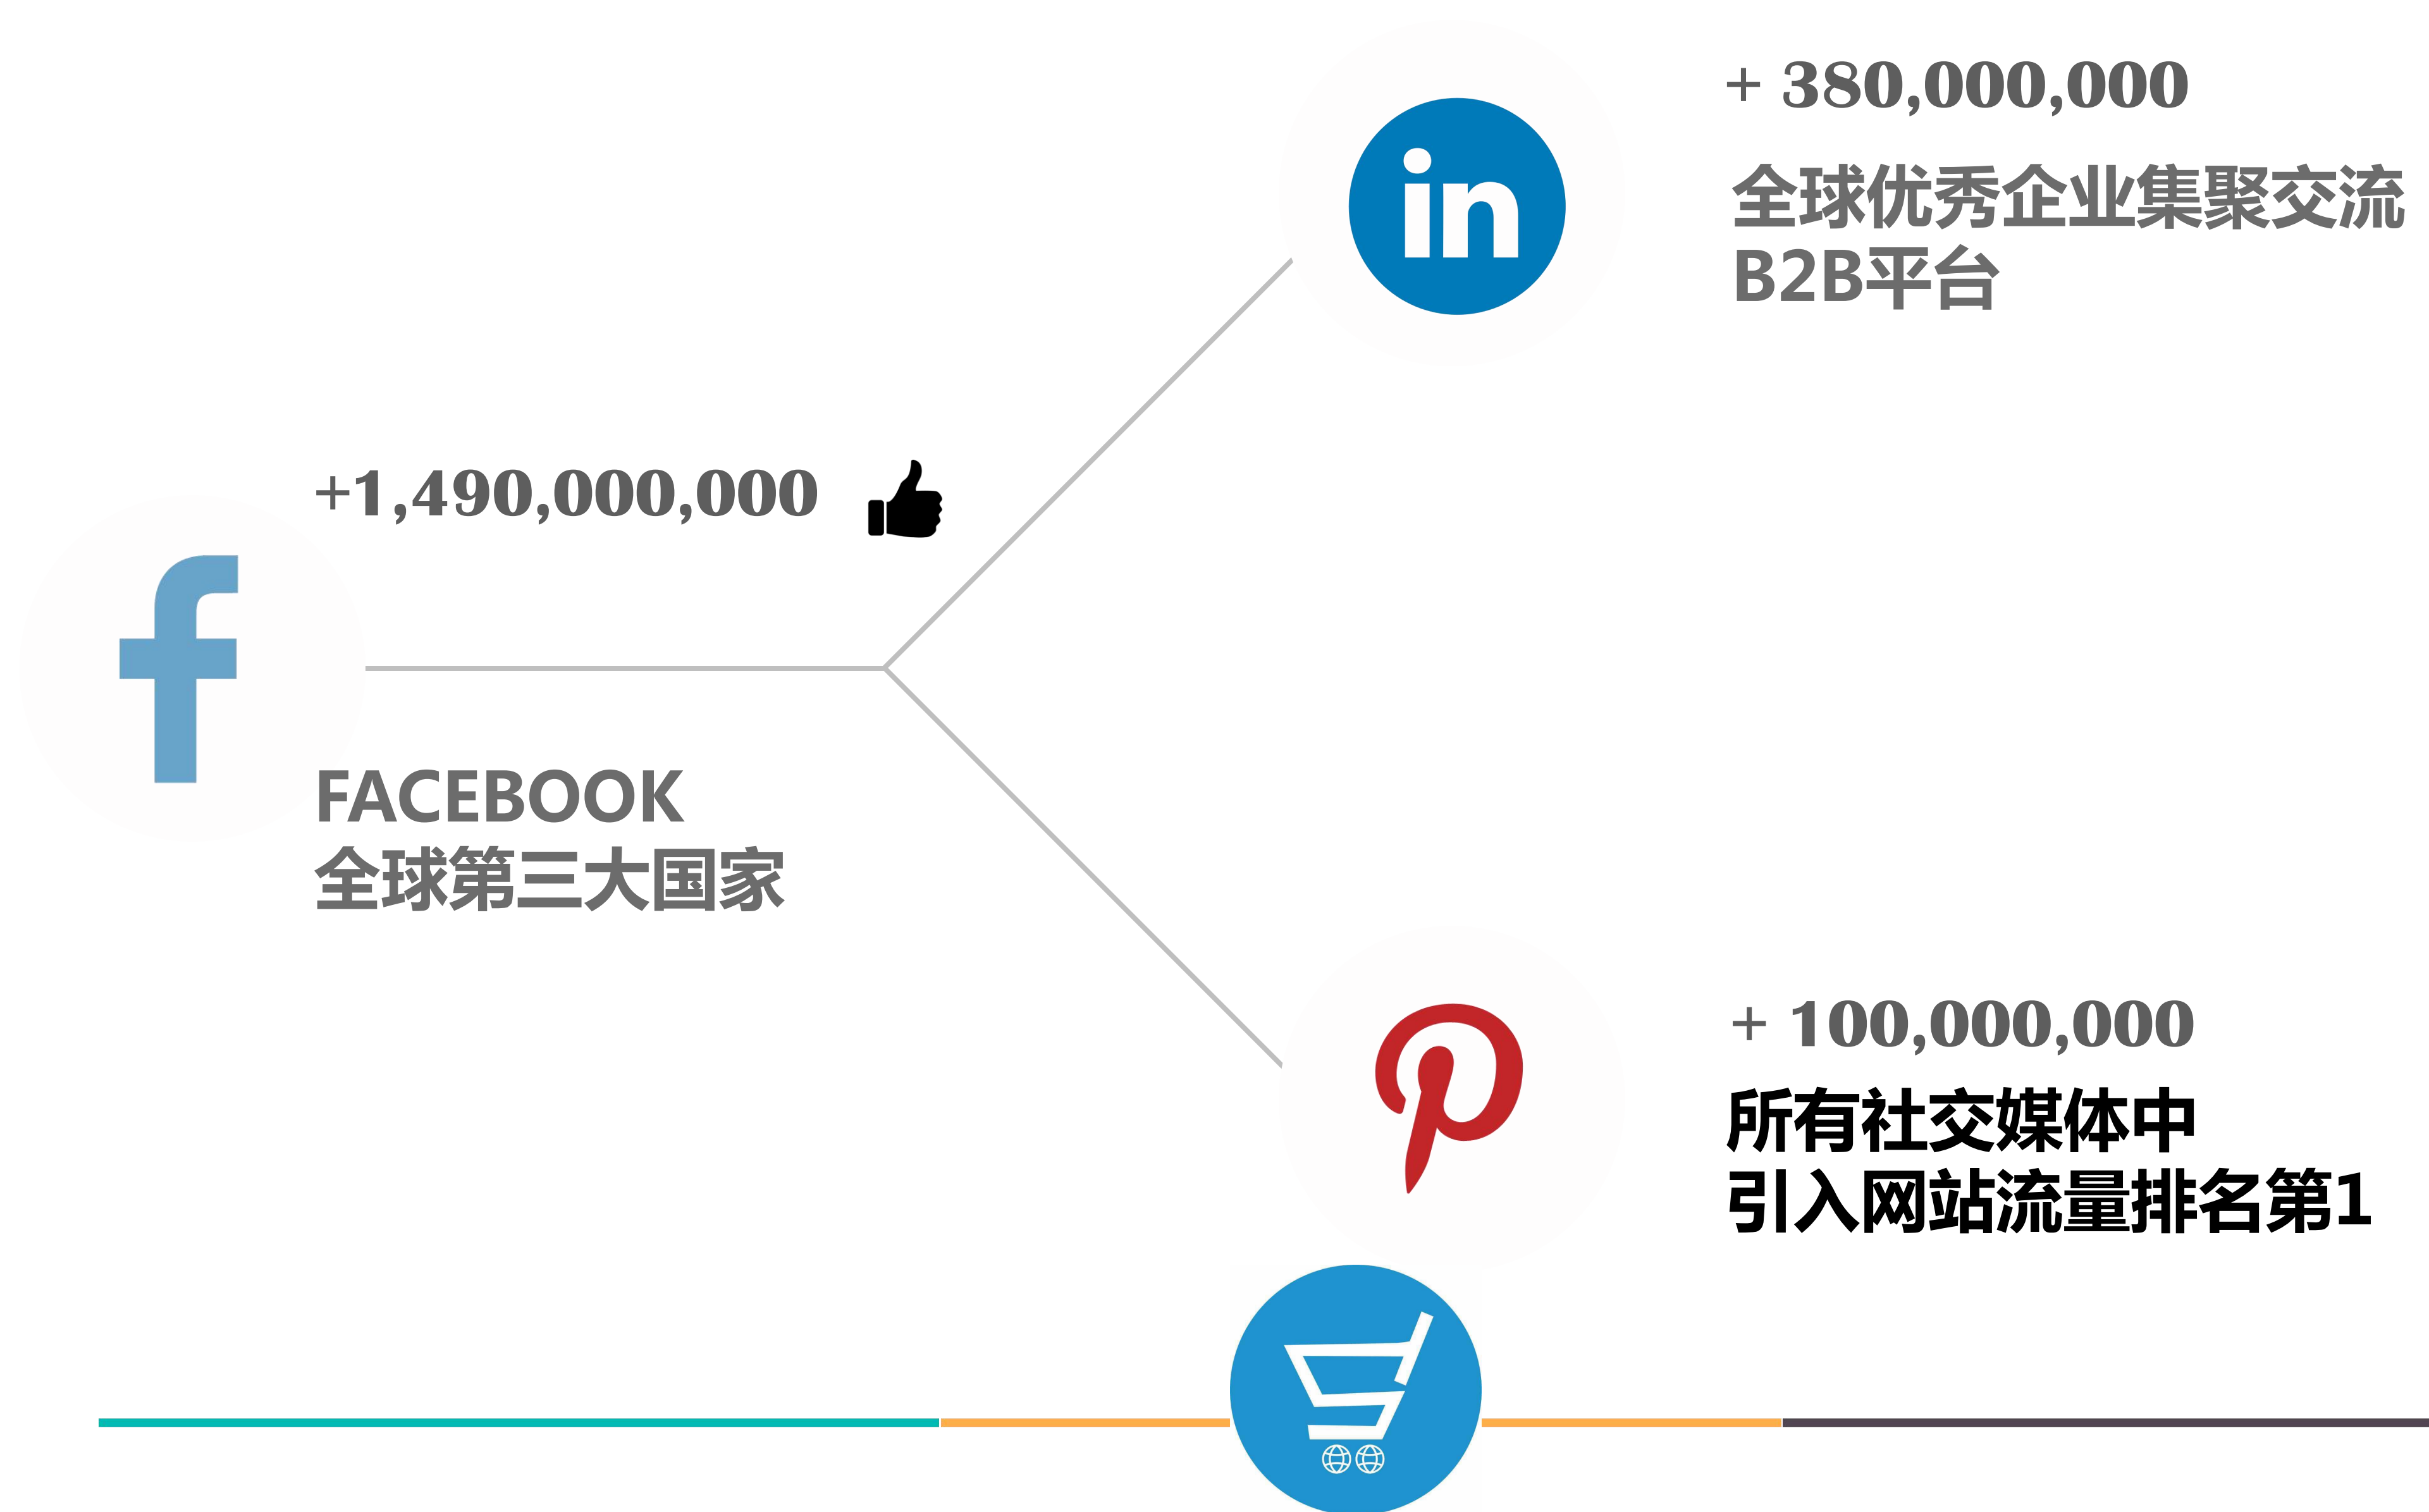 + 380,000,000
in
全球优秀企业集聚交流
B2B平台
+1,490,000,000
f
FACEBOOK
全球第三大国家
+ 100,000,000
所有社交媒体中
引入网站流量排名第1